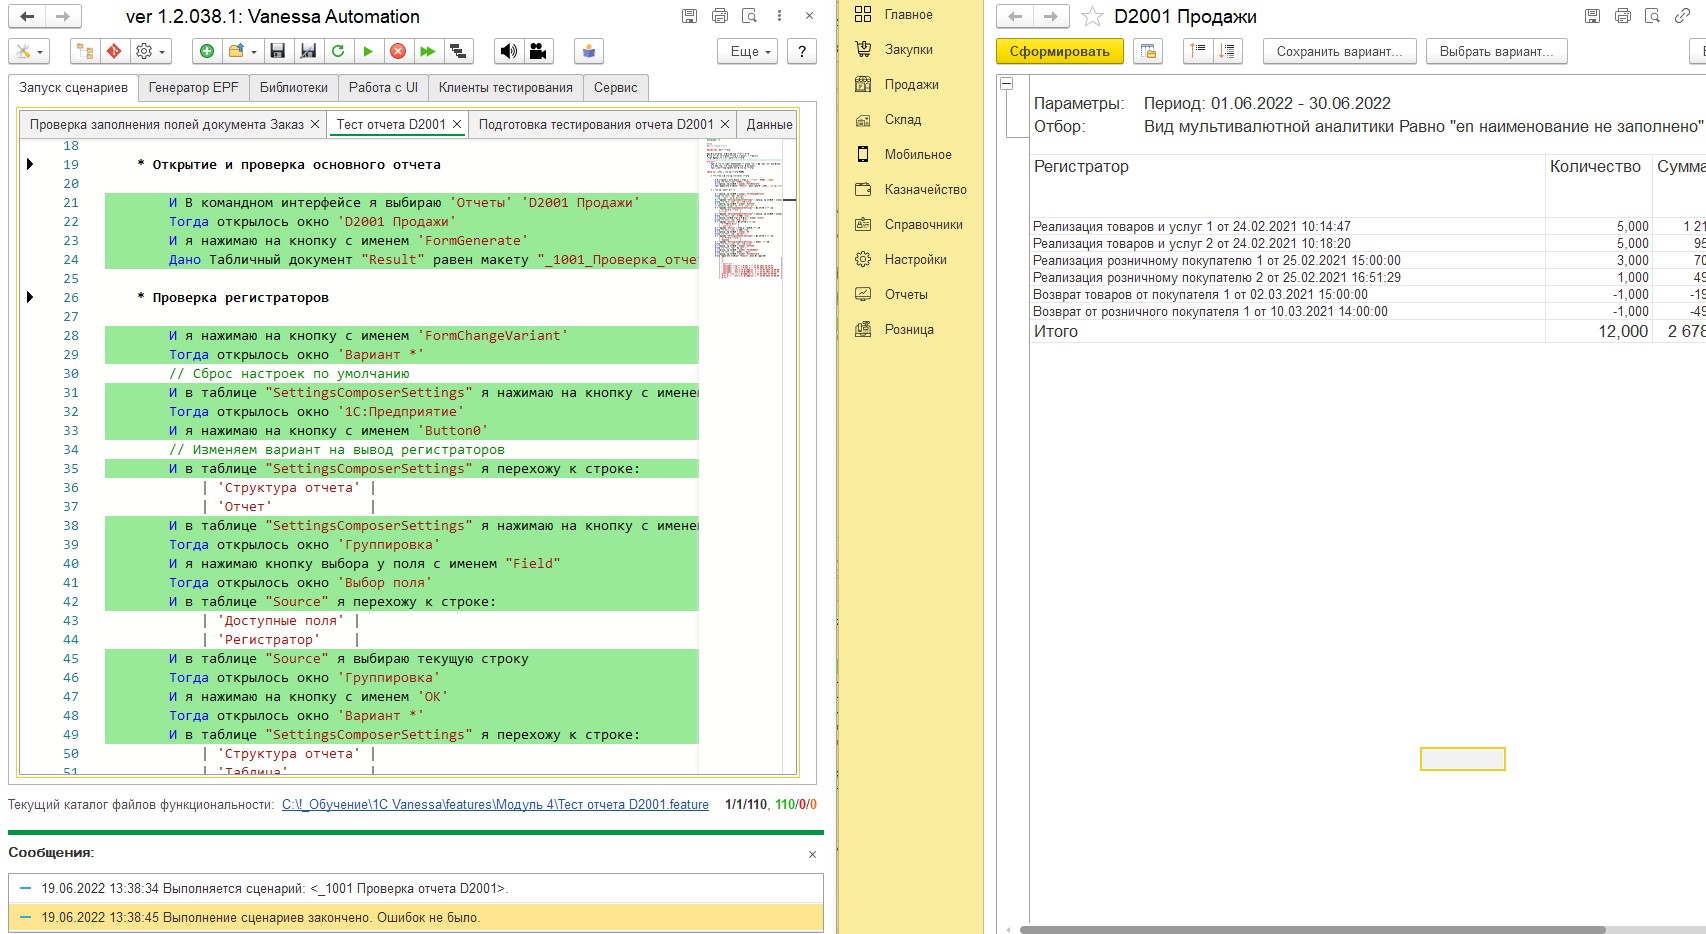 ver 1.2.038.1: Vanessa Automation
Еще
?
Запуск сценариев
Генератор EPF
Библиотеки
Работа с UI
Клиенты тестирования
Сервис
Проверка заполнения полей документа Заказ
Тест отчета D2001
Подготовка тестирования отчета D2001
Данные
18
19 * Открытие и проверка основного отчета
20
21 И В командном интерфейсе я выбираю 'Отчеты' 'D2001 Продажи'
22 Тогда открылось окно 'D2001 Продажи'
23 И я нажимаю на кнопку с именем 'FormGenerate'
24 Дано Табличный документ "Result" равен макету "_1001_Проверка_отче
25
26 * Проверка регистраторов
27
28 И я нажимаю на кнопку с именем 'FormChangeVariant'
29 Тогда открылось окно 'Вариант *'
30 // Сброс настроек по умолчанию
31 И в таблице "SettingsComposerSettings" я нажимаю на кнопку с имене
32 Тогда открылось окно '1С:Предприятие'
33 И я нажимаю на кнопку с именем 'Button0'
34 // Изменяем вариант на вывод регистраторов
35 И в таблице "SettingsComposerSettings" я перехожу к строке:
36 | 'Структура отчета' |
37 | 'Отчет' |
38 И в таблице "SettingsComposerSettings" я нажимаю на кнопку с имене
39 Тогда открылось окно 'Группировка'
40 И я нажимаю кнопку выбора у поля с именем "Field"
41 Тогда открылось окно 'Выбор поля'
42 И в таблице "Source" я перехожу к строке:
43 | 'Доступные поля' |
44 | 'Регистратор' |
45 И в таблице "Source" я выбираю текущую строку
46 Тогда открылось окно 'Группировка'
47 И я нажимаю на кнопку с именем 'ОК'
48 Тогда открылось окно 'Вариант *'
49 И в таблице "SettingsComposerSettings" я перехожу к строке:
50 | 'Структура отчета' |
51 | 'Таблица' |
Текущий каталог файлов функциональности: C:\!_Обучение\1C Vanessa\features\Модуль 4\Тест отчета D2001.feature 1/1/110, 110/0/0
Сообщения:
19.06.2022 13:38:34 Выполняется сценарий: <_1001 Проверка отчета D2001>.
19.06.2022 13:38:45 Выполнение сценариев закончено. Ошибок не было.
Главное
Закупки
Продажи
Склад
Мобильное
Казначейство
Справочники
Настройки
Отчеты
Розница
D2001 Продажи
Сформировать
Сохранить вариант...
Выбрать вариант...
Параметры: Период: 01.06.2022 - 30.06.2022
Отбор: Вид мультивалютной аналитики Равно "en наименование не заполнено"
Регистратор Количество Сумма
Реализация товаров и услуг 1 от 24.02.2021 10:14:47 5,000 1 21
Реализация товаров и услуг 2 от 24.02.2021 10:18:20 5,000 95
Реализация розничному покупателю 1 от 25.02.2021 15:00:00 3,000 70
Реализация розничному покупателю 2 от 25.02.2021 16:51:29 1,000 49
Возврат товаров от покупателя 1 от 02.03.2021 15:00:00 -1,000 -19
Возврат от розничного покупателя 1 от 10.03.2021 14:00:00 -1,000 -49
Итого 12,000 2 678